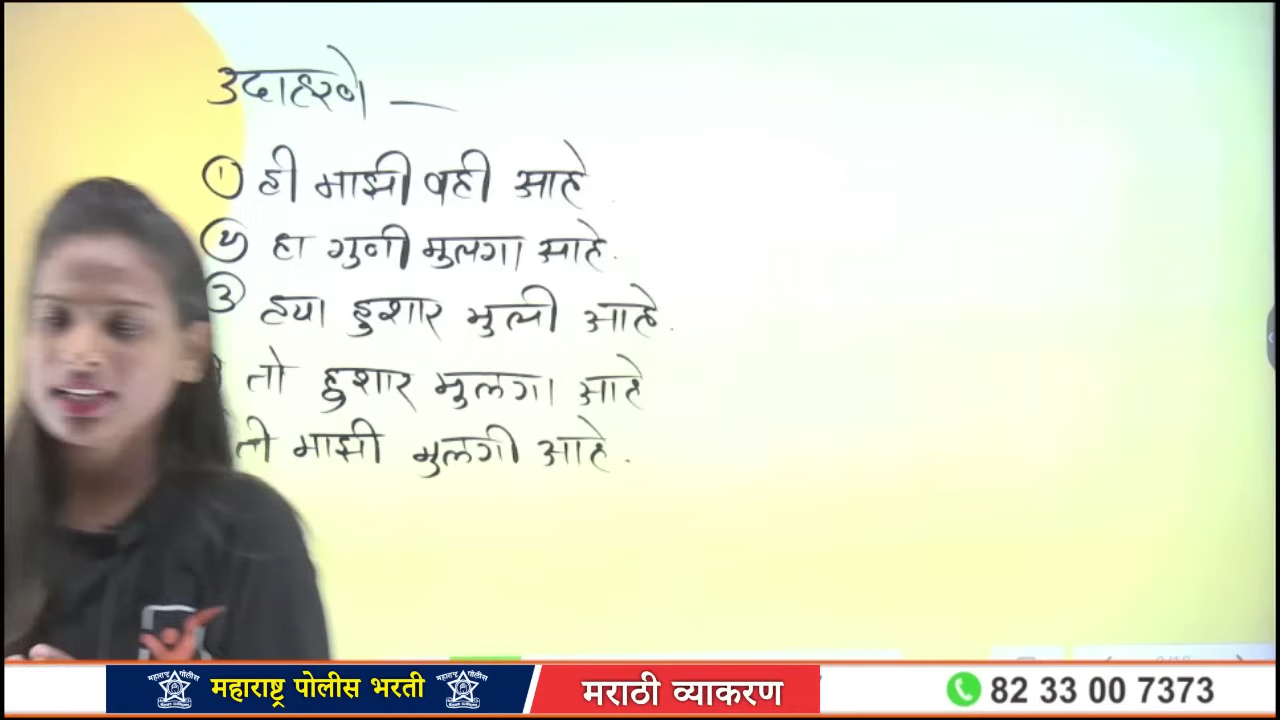 उदाहरणे —
① ही माझी वही आहे
② हा गुणी मुलगा आहे.
③ ह्या हुशार मुली आहे.
तो हुशार मुलगा आहे
ती माझी मुलगी आहे.
महाराष्ट्र पोलीस भरती
मराठी व्याकरण
82 33 00 7373